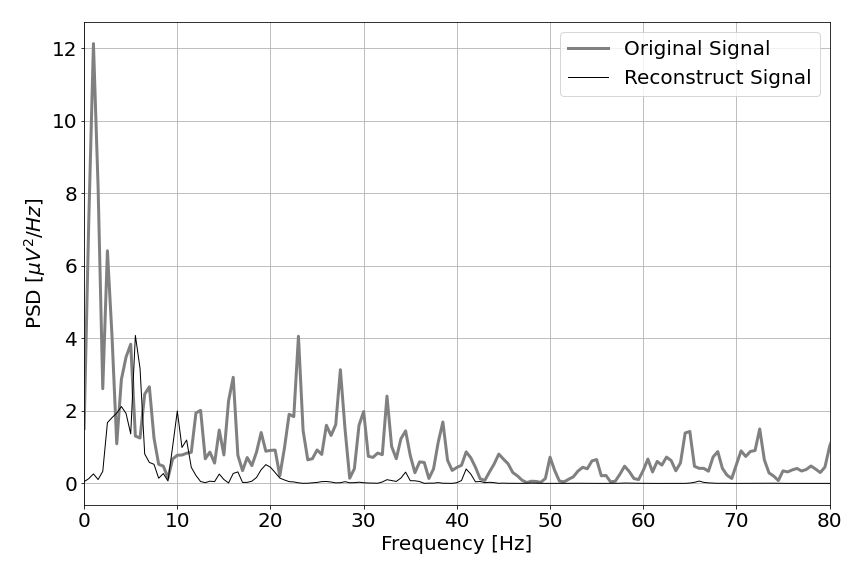 Original Signal
Reconstruct Signal
12
10
8
6
4
2
0
PSD [μV²/Hz]
0 10 20 30 40 50 60 70 80
Frequency [Hz]